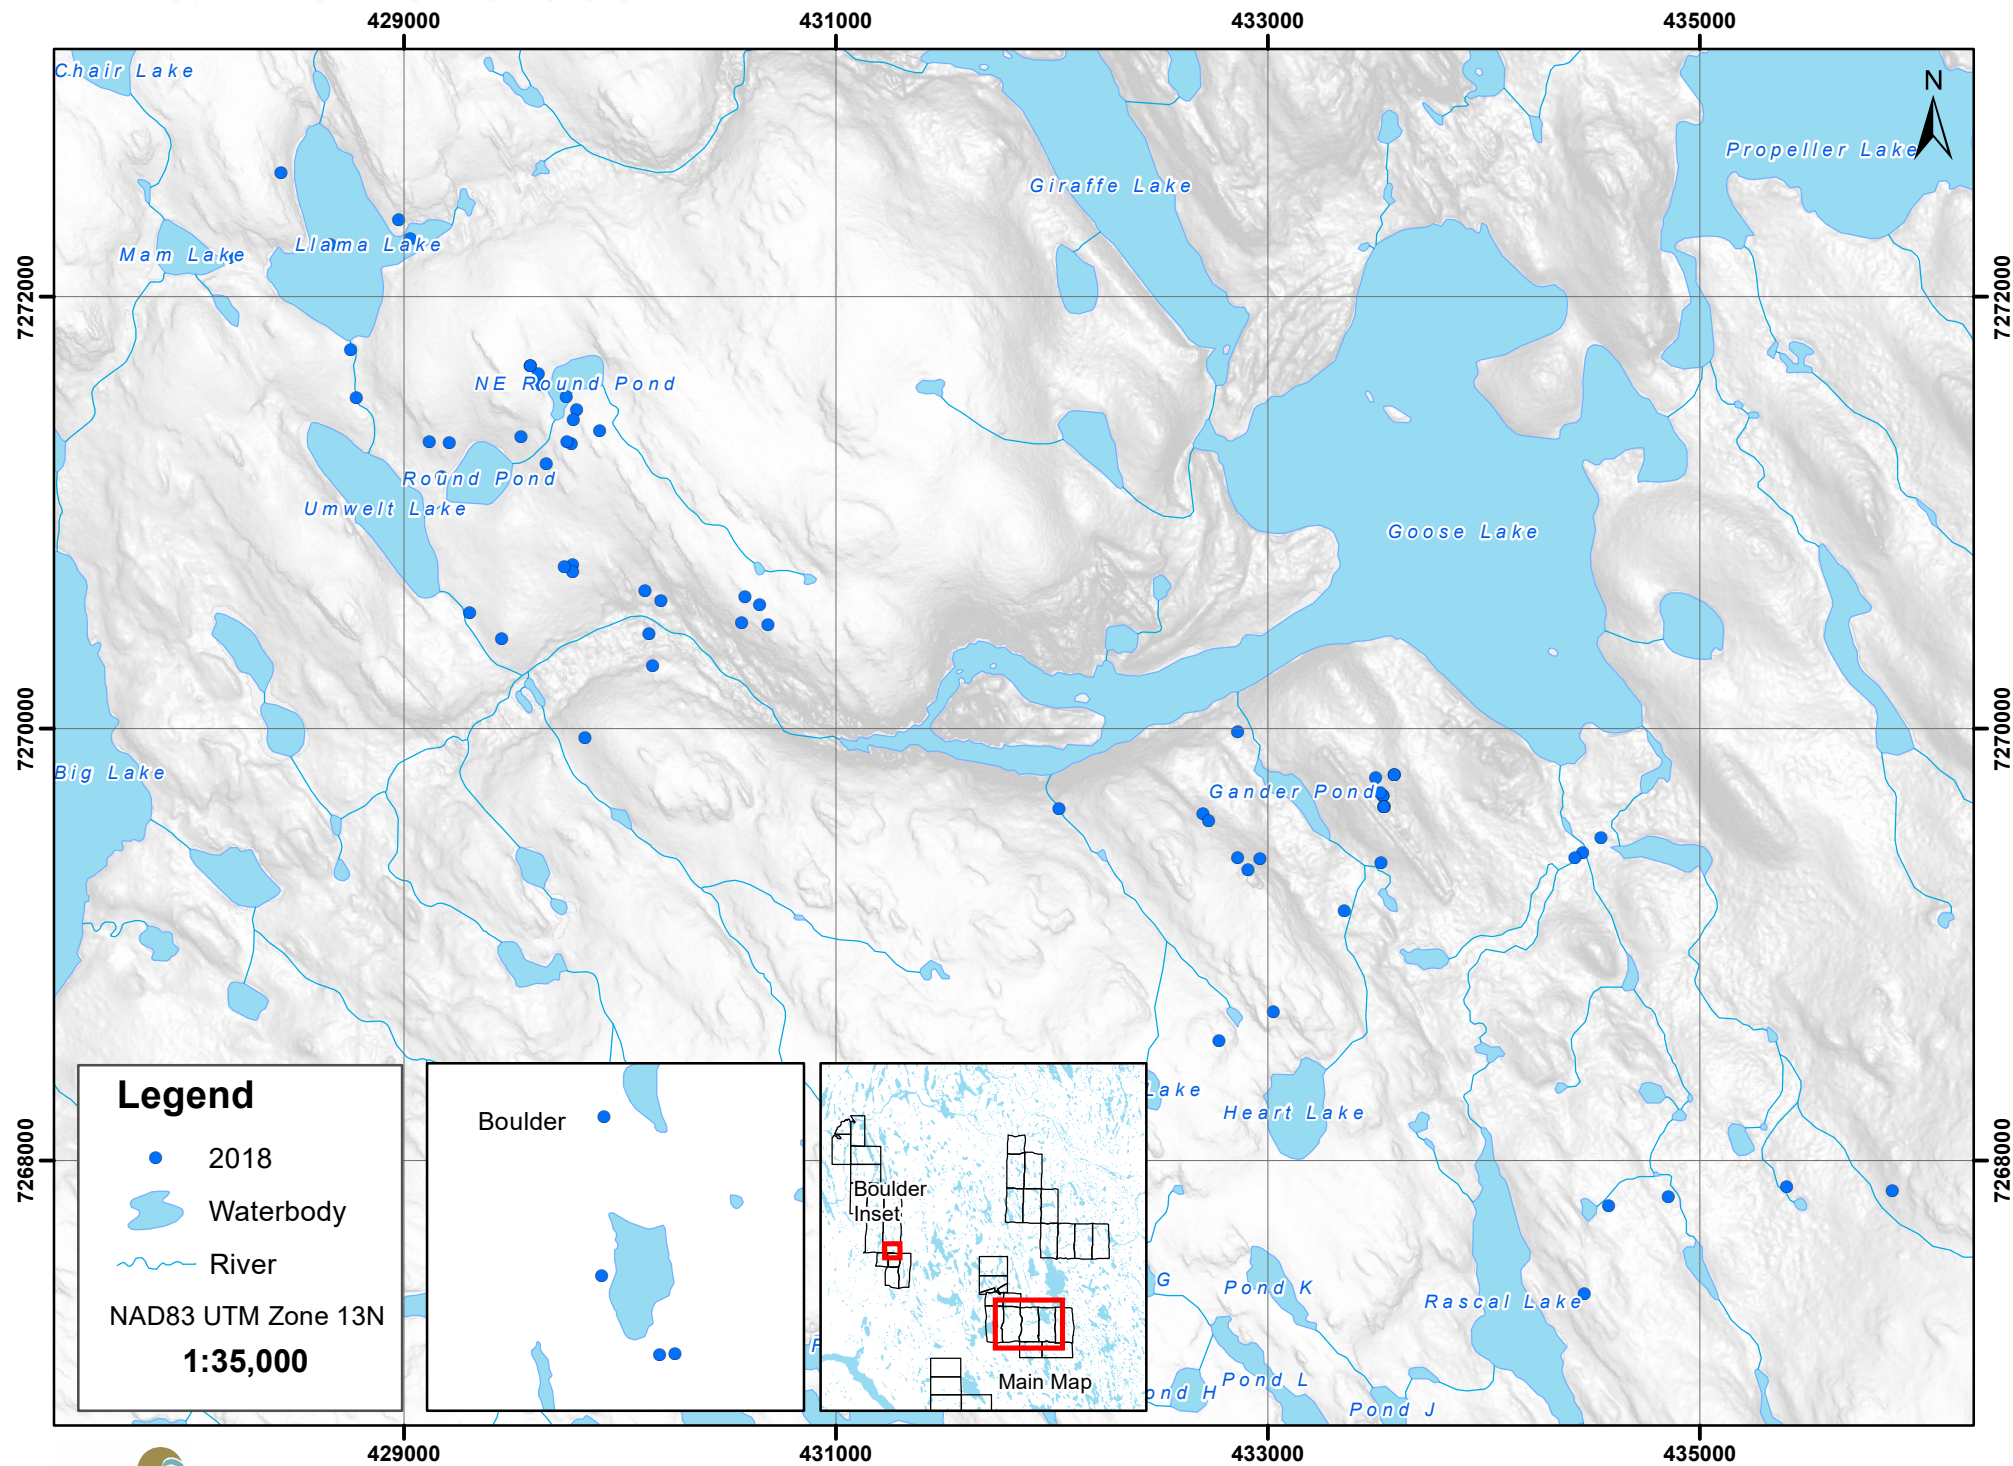 429000
431000
433000
435000
Chair Lake
N
Propeller Lake
Giraffe Lake
Llama Lake
Mam Lake
7272000
7272000
NE Round Pond
Round Pond
Umwelt Lake
Goose Lake
7270000
7270000
Big Lake
Gander Pond
Legend
2018
Waterbody
River
NAD83 UTM Zone 13N
1:35,000
Boulder
Boulder
Inset
Main Map
Lake
Heart Lake
7268000
7268000
G
Pond K
Rascal Lake
Pond L
ond H
Pond J
429000
431000
433000
435000